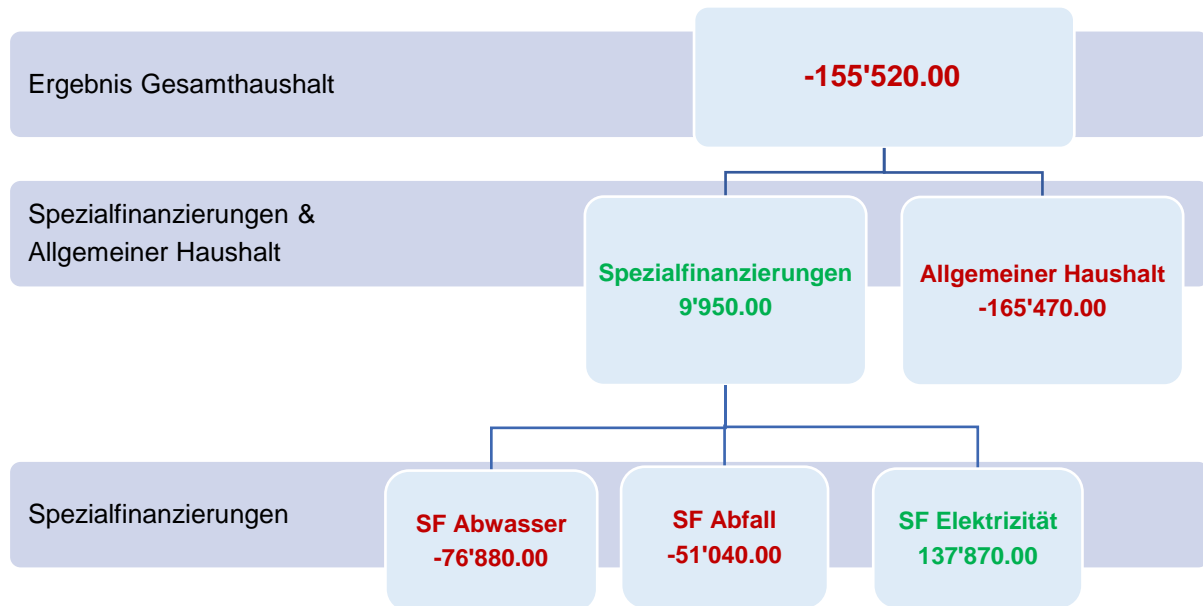 Ergebnis Gesamthaushalt
-155'520.00
Spezialfinanzierungen &
Allgemeiner Haushalt
Spezialfinanzierungen
9'950.00
Allgemeiner Haushalt
-165'470.00
Spezialfinanzierungen
SF Abwasser
-76'880.00
SF Abfall
-51'040.00
SF Elektrizität
137'870.00